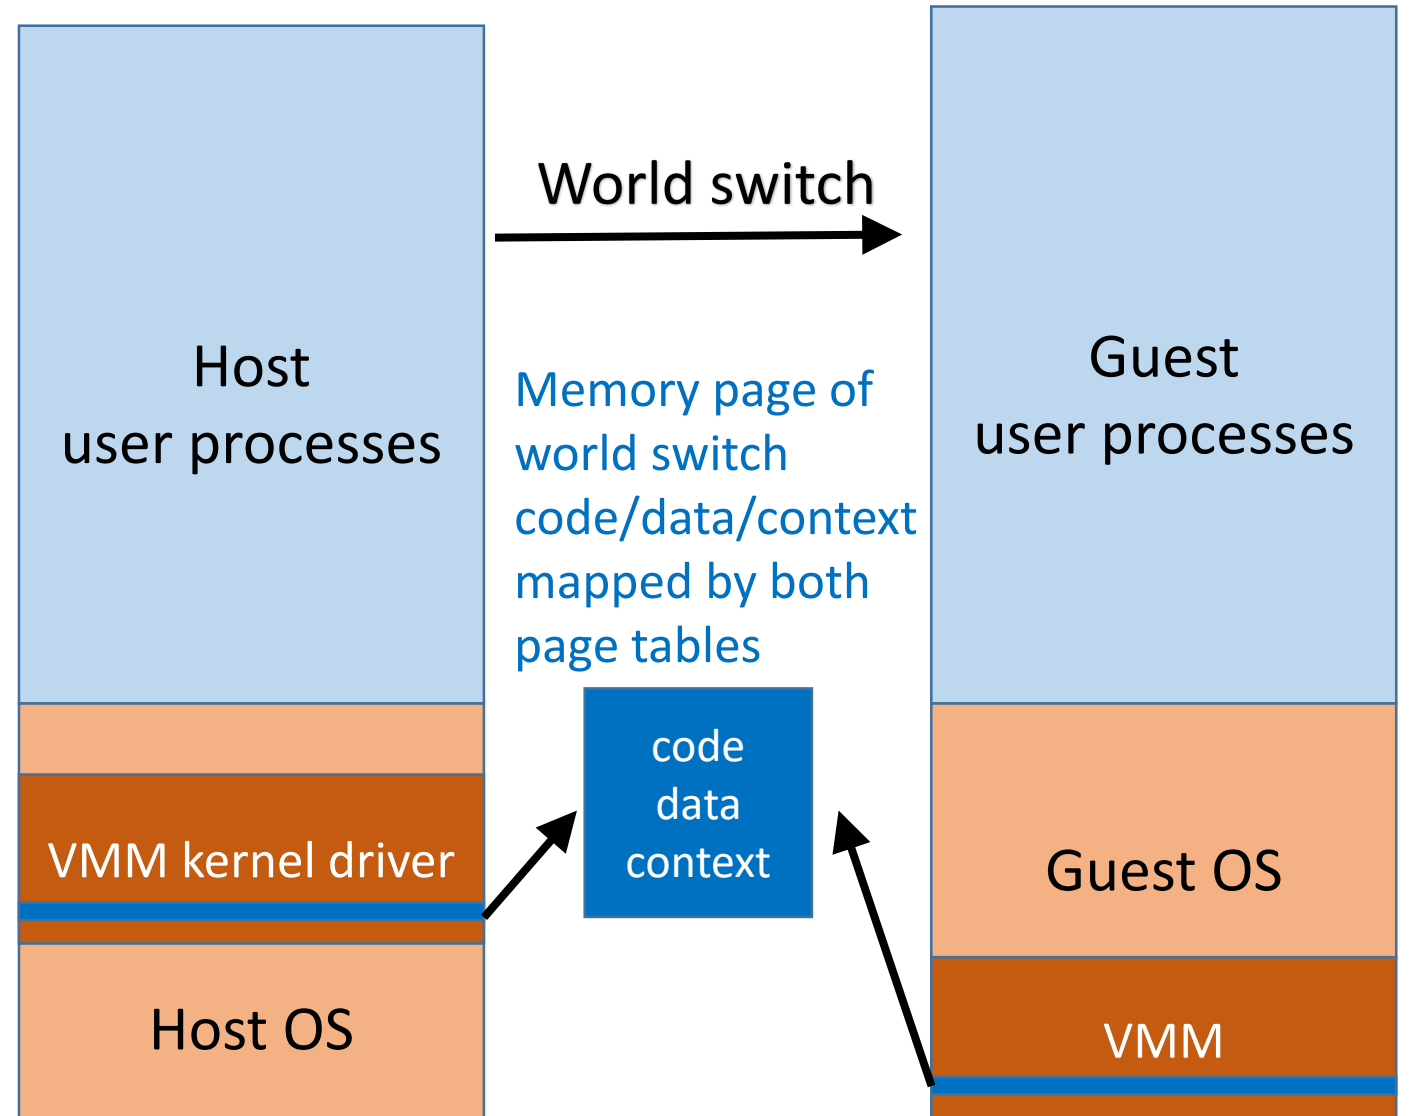 World switch
Host
user processes
Memory page of
world switch
code/data/context
mapped by both
page tables
Guest
user processes
code
data
context
VMM kernel driver
Host OS
Guest OS
VMM